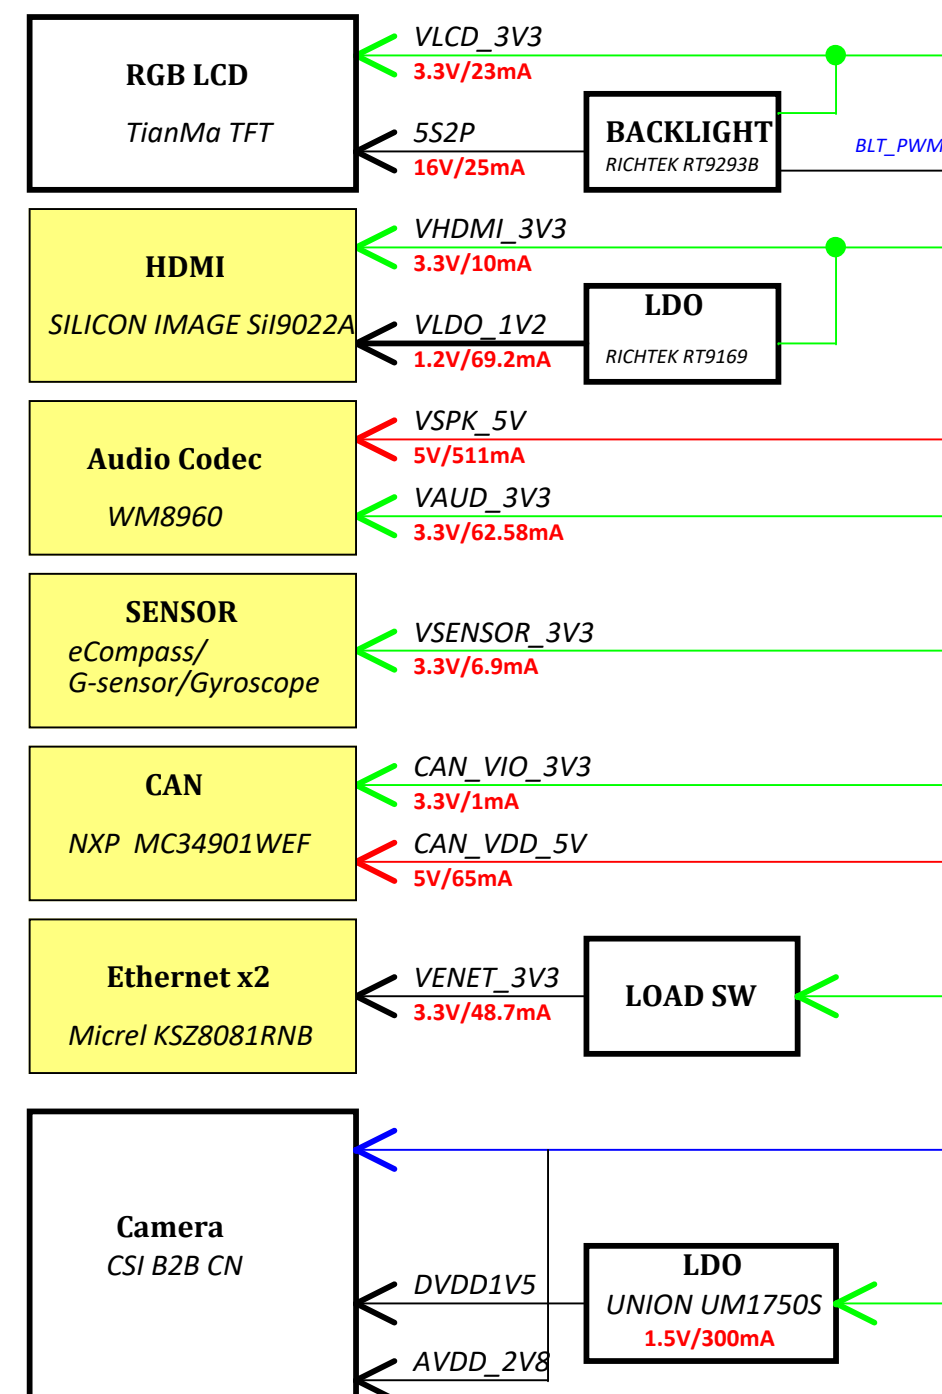 VLCD_3V3
RGB LCD
3.3V/23mA
TianMa TFT
5S2P
16V/25mA
BACKLIGHT
RICHTEK RT9293B
BLT_PWM
VHDMI_3V3
HDMI
3.3V/10mA
SILICON IMAGE SiI9022A
VLDO_1V2
1.2V/69.2mA
LDO
RICHTEK RT9169
VSPK_5V
Audio Codec
5V/511mA
WM8960
VAUD_3V3
3.3V/62.58mA
SENSOR
eCompass/
G-sensor/Gyroscope
VSENSOR_3V3
3.3V/6.9mA
CAN
NXP MC34901WEF
CAN_VIO_3V3
3.3V/1mA
CAN_VDD_5V
5V/65mA
Ethernet x2
Micrel KSZ8081RNB
VENET_3V3
3.3V/48.7mA
LOAD SW
Camera
CSI B2B CN
DVDD1V5
LDO
UNION UM1750S
1.5V/300mA
AVDD_2V8